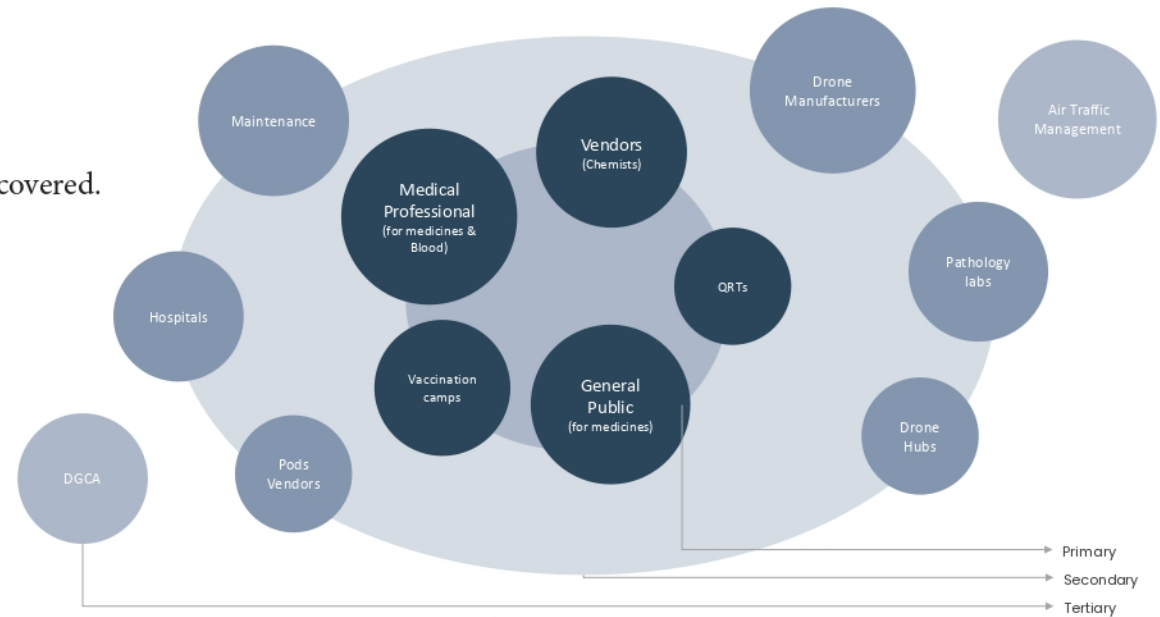 covered.
Maintenance
Medical
Professional
(for medicines &
Blood)
Vendors
(Chemists)
Drone
Manufacturers
Air Traffic
Management
Hospitals
QRTs
Pathology
labs
Vaccination
camps
General
Public
(for medicines)
Drone
Hubs
DGCA
Pods
Vendors
Primary
Secondary
Tertiary